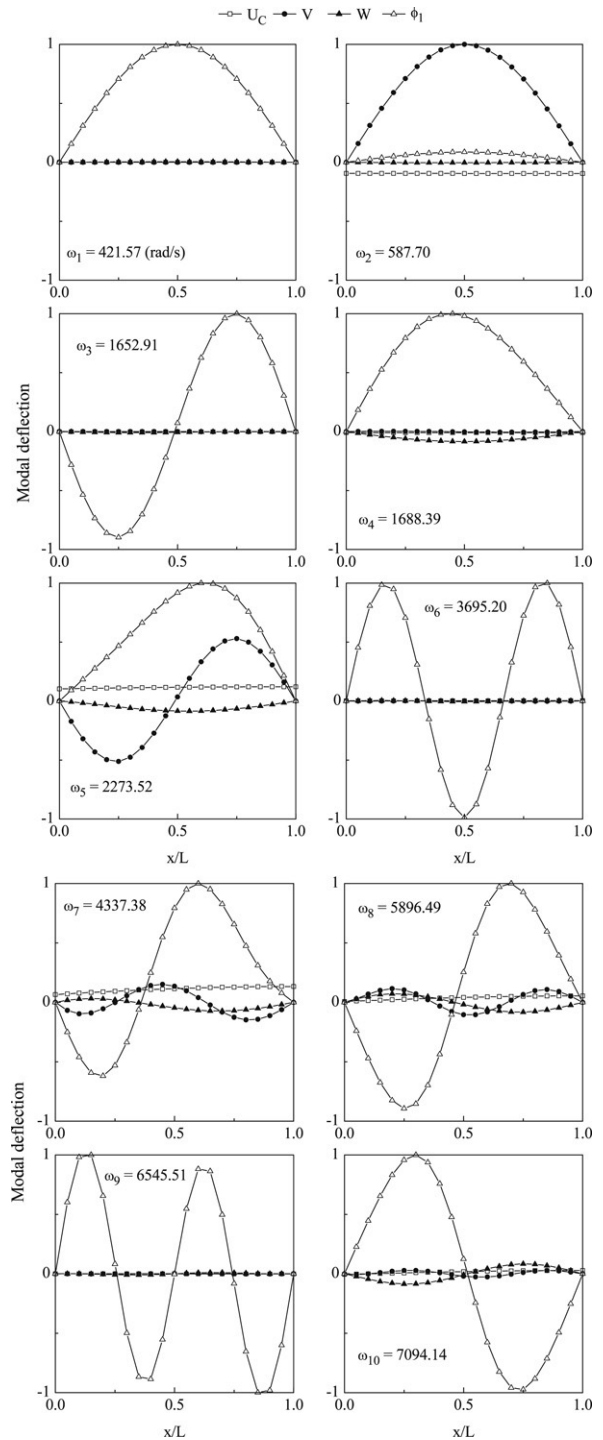 U_C V W ϕ_1
1 1
0 0
ω_1 = 421.57 (rad/s) ω_2 = 587.70
-1 -1
0.0 0.5 1.0 0.0 0.5 1.0
1 1
ω_3 = 1652.91
0 0
ω_4 = 1688.39
-1 -1
0.0 0.5 1.0 0.0 0.5 1.0
1 1
ω_6 = 3695.20
0 0
ω_5 = 2273.52
-1 -1
0.0 0.5 1.0 0.0 0.5 1.0
x/L x/L
Modal deflection
1 1
ω_7 = 4337.38 ω_8 = 5896.49
0 0
-1 -1
0.0 0.5 1.0 0.0 0.5 1.0
1 1
ω_9 = 6545.51
0 0
ω_10 = 7094.14
-1 -1
0.0 0.5 1.0 0.0 0.5 1.0
x/L x/L
Modal deflection